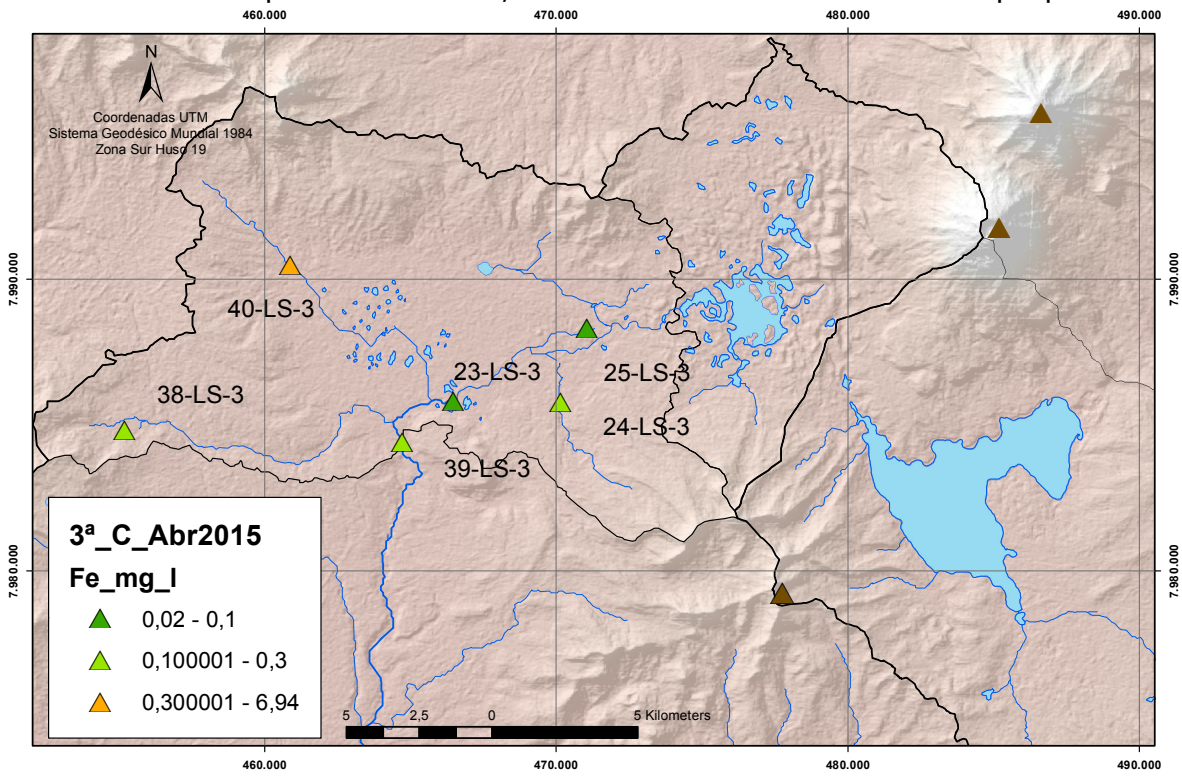 460.000
470.000
480.000
490.000
N
Coordenadas UTM
Sistema Geodésico Mundial 1984
Zona Sur Huso 19
7.990.000
7.990.000
40-LS-3
23-LS-3
25-LS-3
38-LS-3
24-LS-3
39-LS-3
3ª_C_Abr2015
Fe_mg_l
0,02 - 0,1
0,100001 - 0,3
0,300001 - 6,94
7.980.000
7.980.000
5 2,5 0 5 Kilometers
460.000
470.000
480.000
490.000